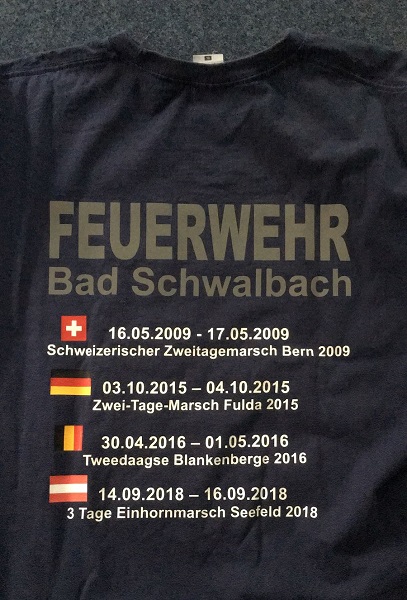 FEUERWEHR
Bad Schwalbach
16.05.2009 - 17.05.2009
Schweizerischer Zweitagemarsch Bern 2009
03.10.2015 – 04.10.2015
Zwei-Tage-Marsch Fulda 2015
30.04.2016 – 01.05.2016
Tweedaagse Blankenberge 2016
14.09.2018 – 16.09.2018
3 Tage Einhornmarsch Seefeld 2018